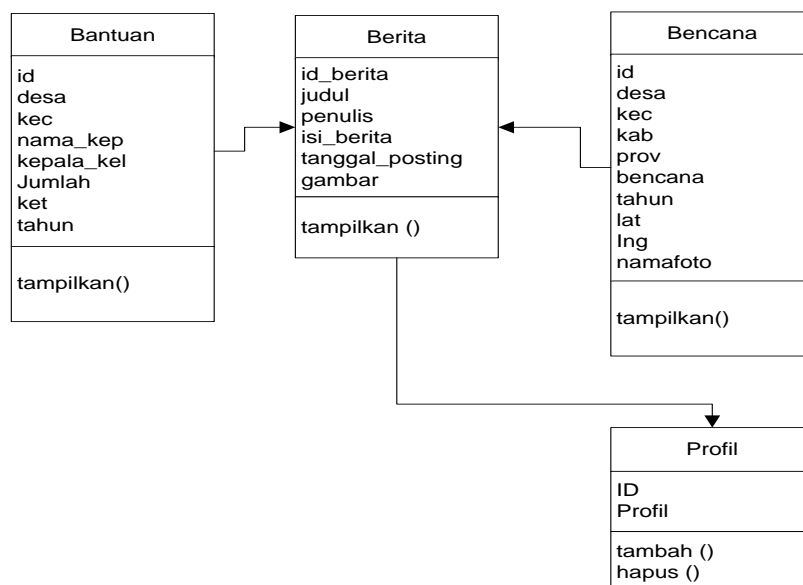 Bantuan
id
desa
kec
nama_kep
kepala_kel
Jumlah
ket
tahun
tampilkan()
Berita
id_berita
judul
penulis
isi_berita
tanggal_posting
gambar
tampilkan ()
Bencana
id
desa
kec
kab
prov
bencana
tahun
lat
lng
namafoto
tampilkan()
Profil
ID
Profil
tambah ()
hapus ()